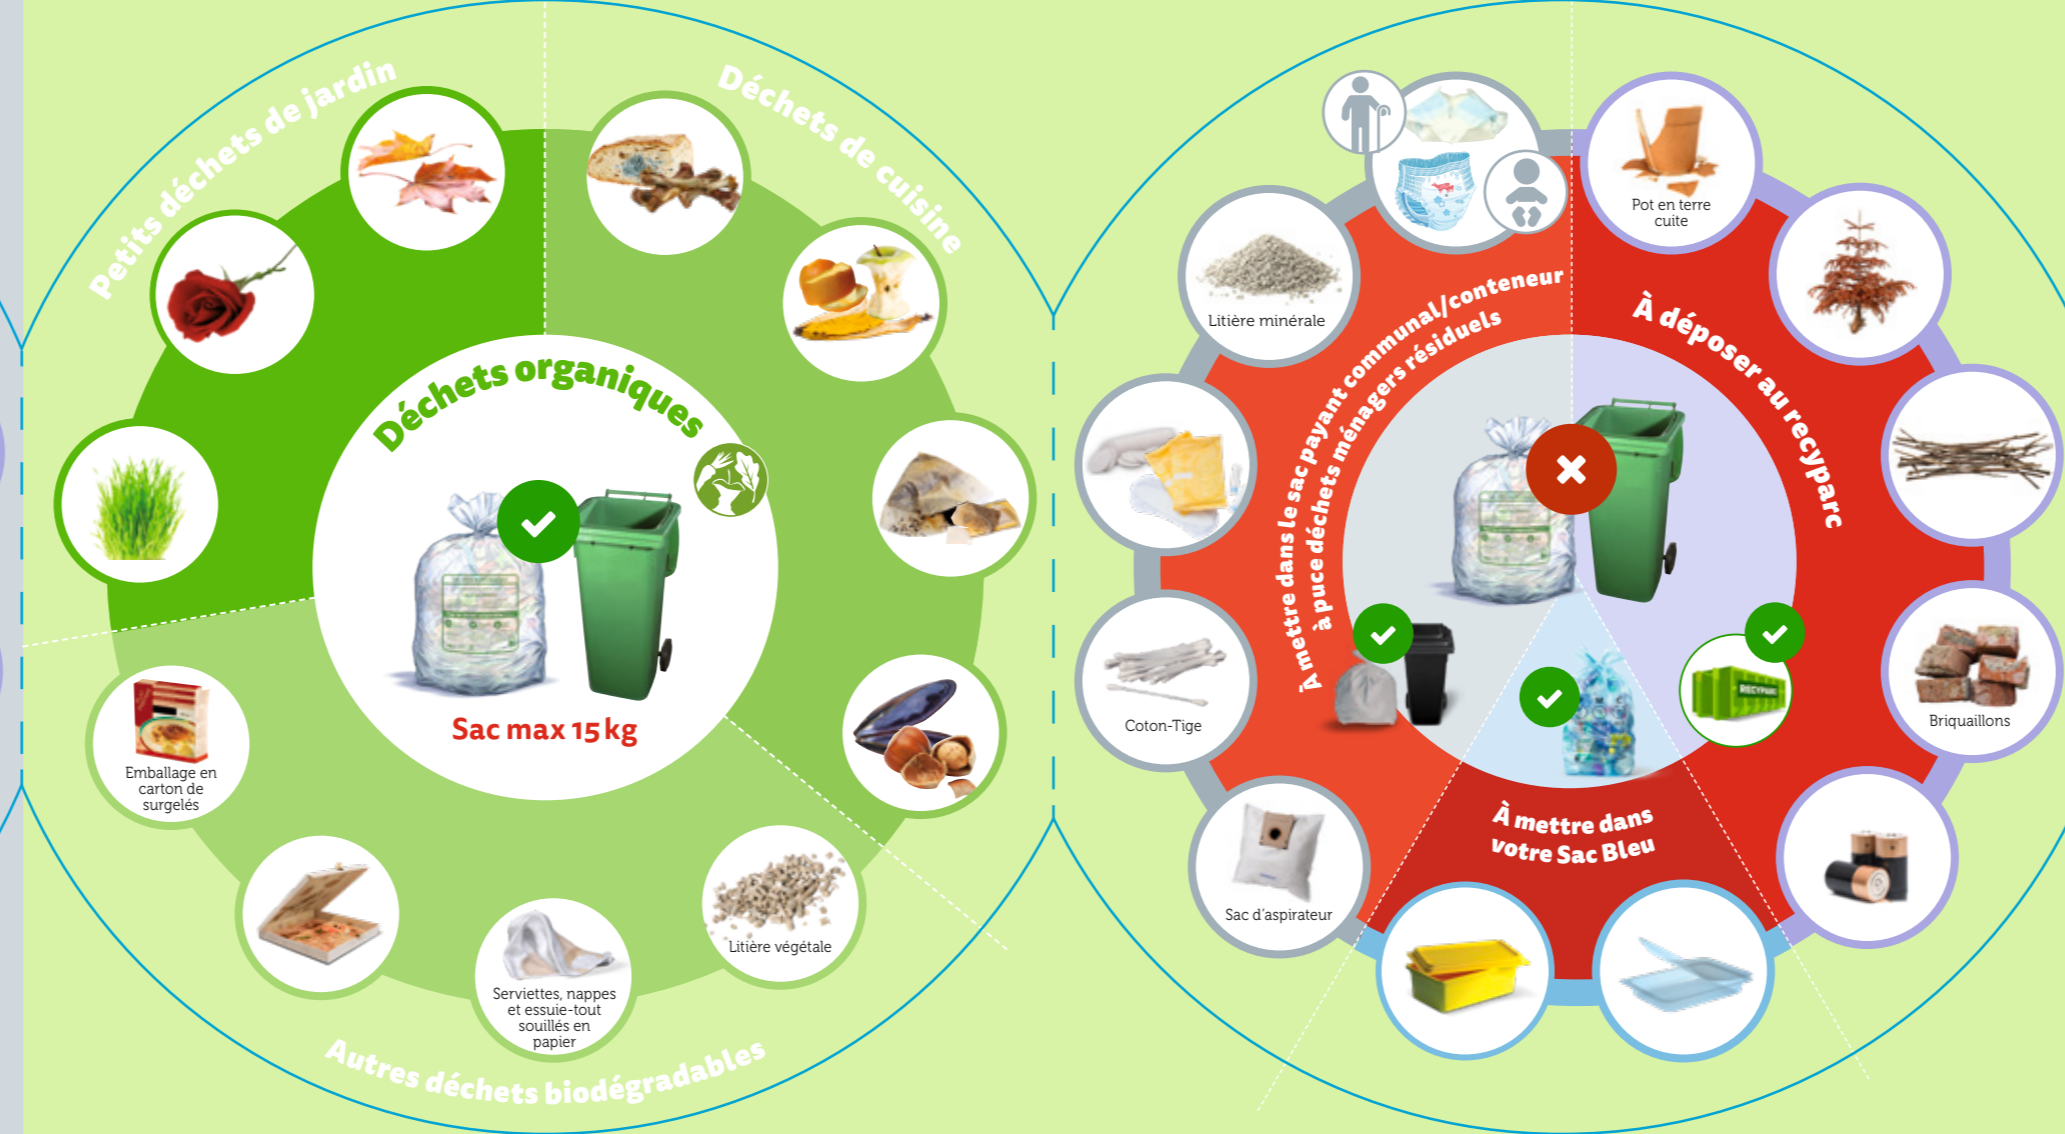 Petits déchets de jardin
Déchets de cuisine
Déchets organiques
Sac max 15 kg
Emballage en
carton de
surgelés
Serviettes, nappes
et essuie-tout
souillés en
papier
Litière végétale
Autres déchets biodégradables
À mettre dans le sac payant communal/conteneur
à puce déchets ménagers résiduels
Litière minérale
Coton-Tige
Sac d'aspirateur
À déposer au recyparc
Pot en terre
cuite
Briquaillons
RECYPARC
À mettre dans
votre Sac Bleu